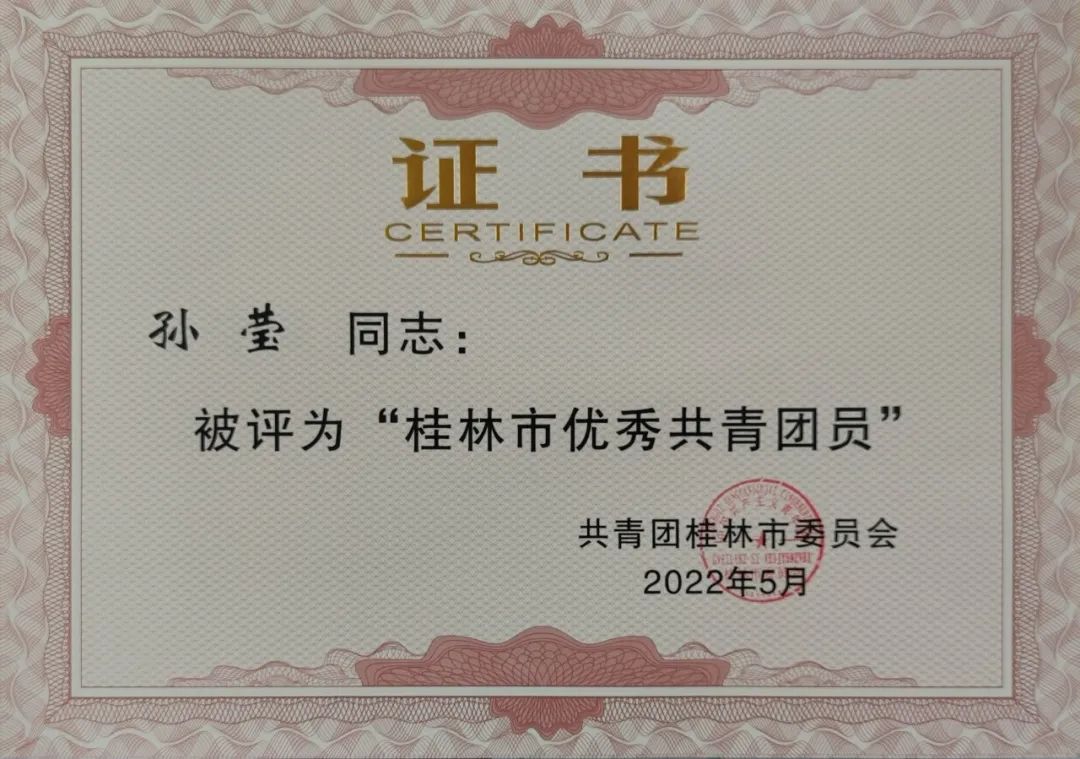 证 书
CERTIFICATE
孙 莹 同志：
被评为“桂林市优秀共青团员”
共青团桂林市委员会
2022年5月